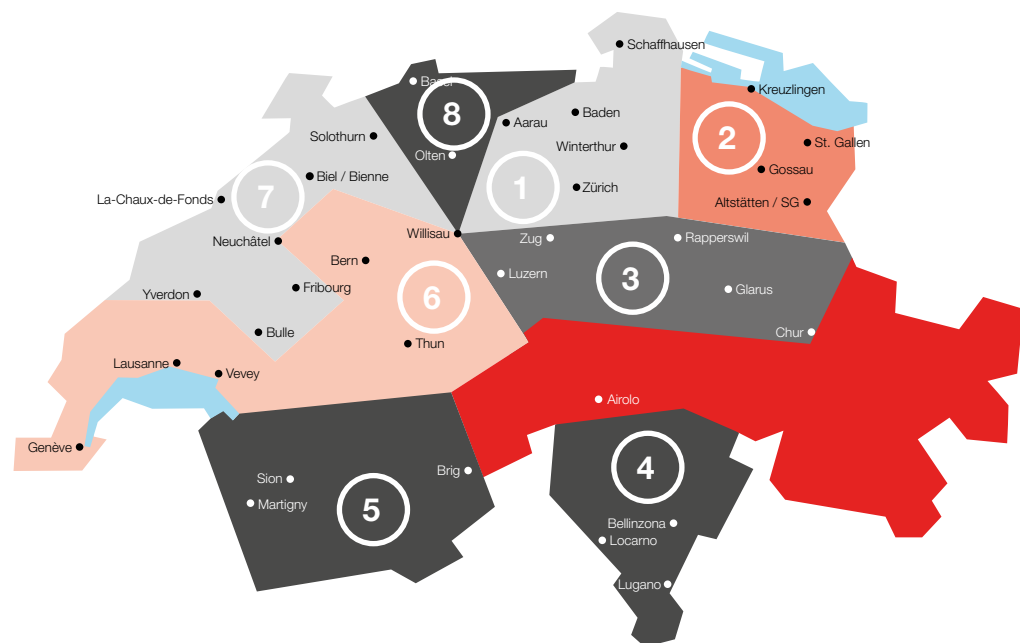 Schaffhausen
Basel
Kreuzlingen
8
Aarau
Baden
2
Solothurn
St. Gallen
Winterthur
Olten
Gossau
Biel / Bienne
1
Zürich
La-Chaux-de-Fonds
7
Altstätten / SG
Willisau
Zug
Rapperswil
Neuchâtel
Bern
Luzern
3
Fribourg
Glarus
Yverdon
6
Bulle
Chur
Thun
Lausanne
Vevey
Airolo
Genève
4
Brig
Sion
Martigny
5
Bellinzona
Locarno
Lugano